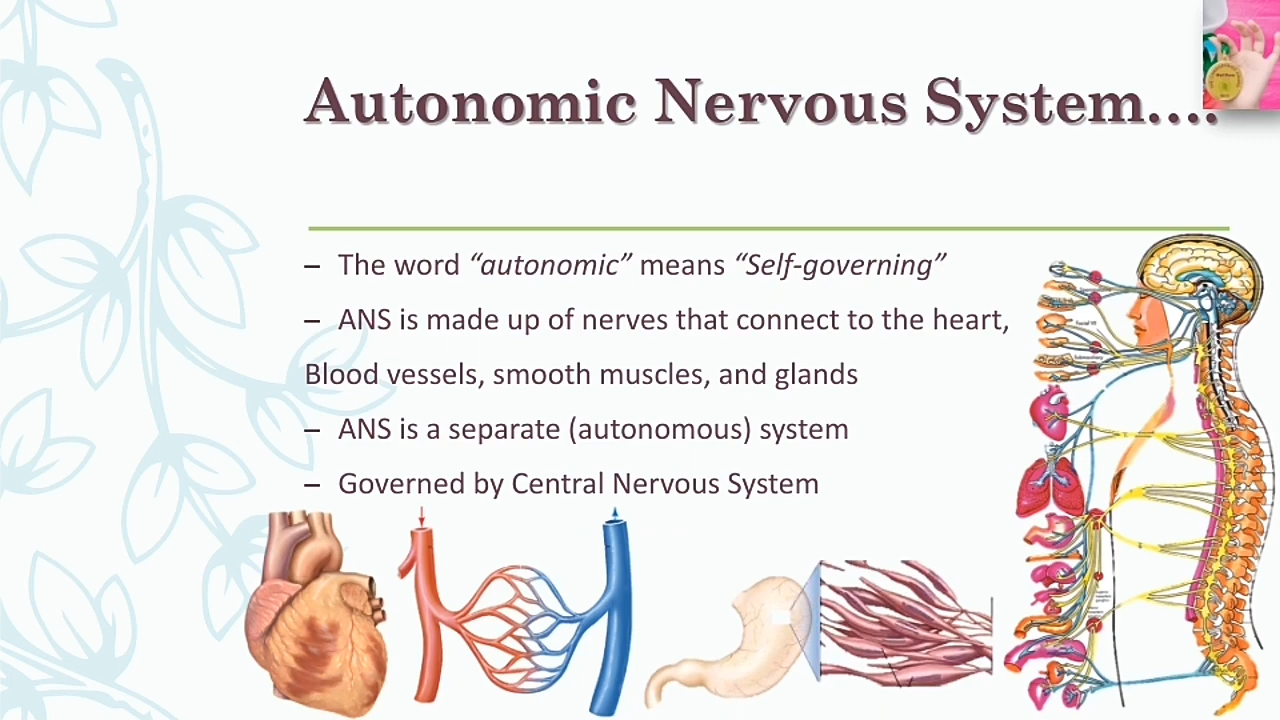 Autonomic Nervous System....
– The word “autonomic” means “Self-governing”
– ANS is made up of nerves that connect to the heart,
Blood vessels, smooth muscles, and glands
– ANS is a separate (autonomous) system
– Governed by Central Nervous System